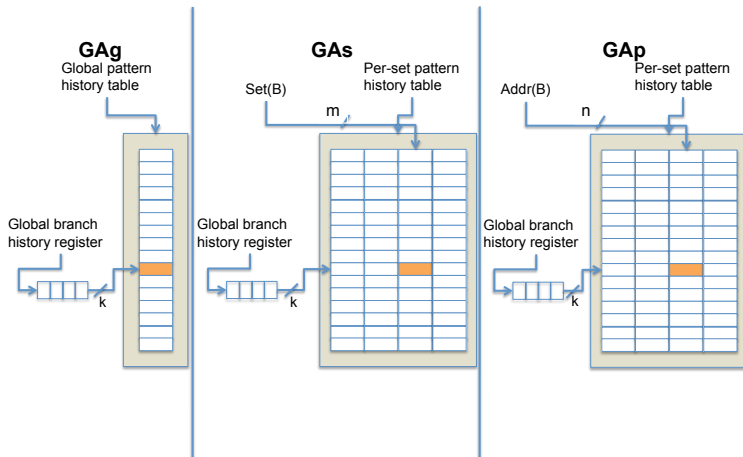 GAg
Global pattern
history table
Global branch
history register
k
GAs
Set(B)
m
Per-set pattern
history table
Global branch
history register
k
GAp
Addr(B)
n
Per-set pattern
history table
Global branch
history register
k